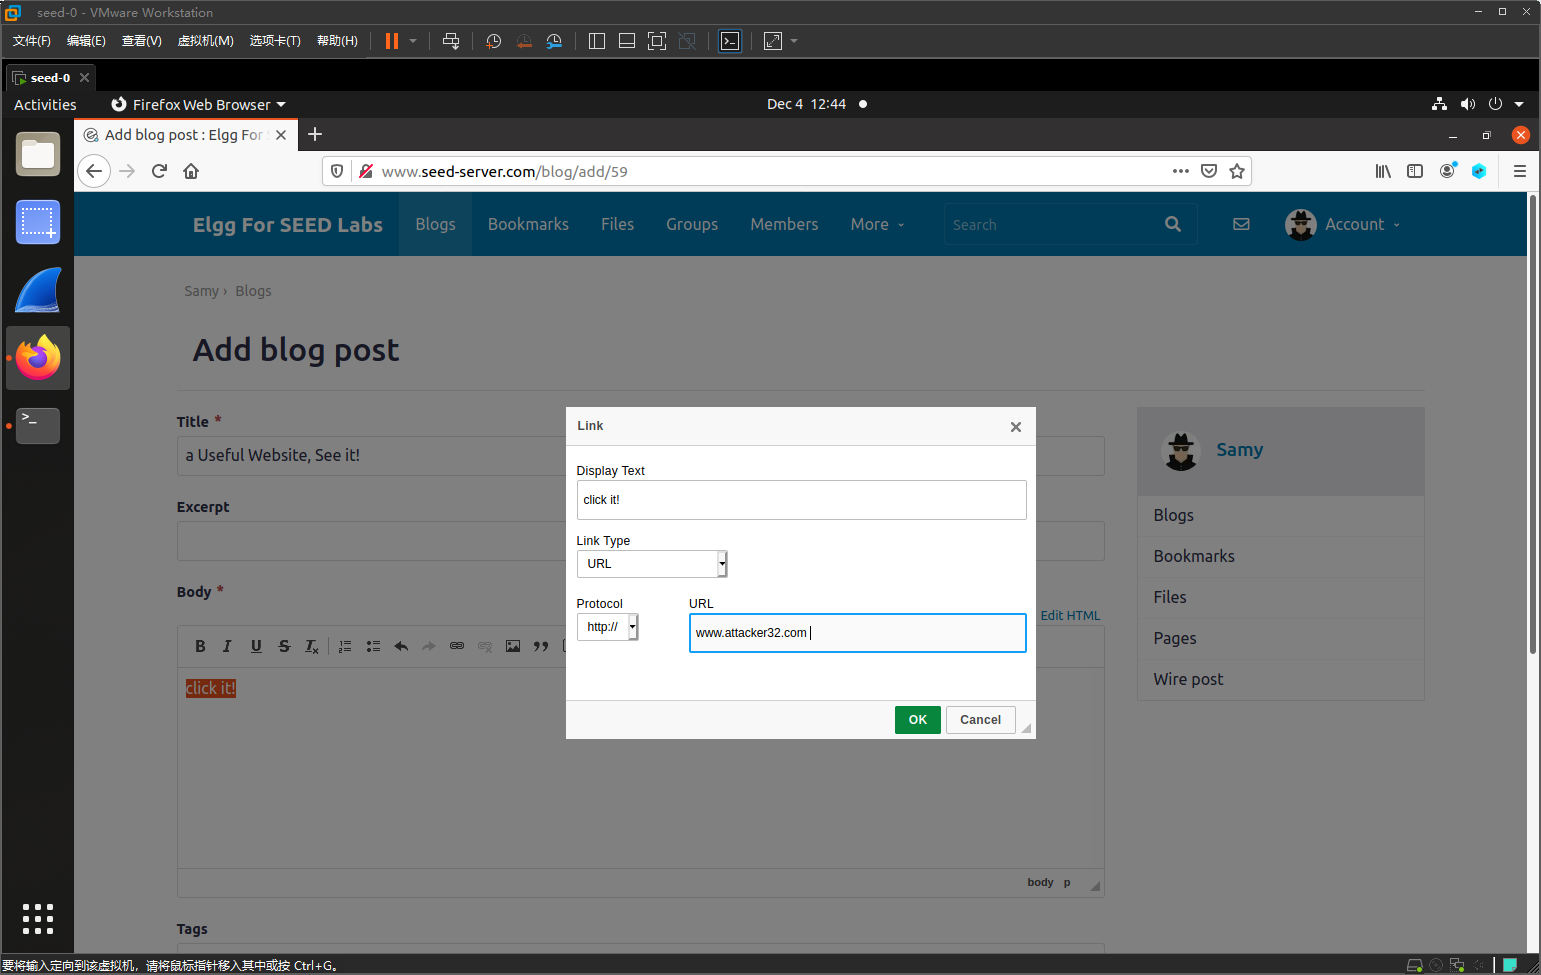 seed-0 - VMware Workstation
文件(F) 编辑(E) 查看(V) 虚拟机(M) 选项卡(T) 帮助(H)
seed-0
Activities Firefox Web Browser Dec 4 12:44
Add blog post : Elgg For
www.seed-server.com/blog/add/59
Elgg For SEED Labs Blogs Bookmarks Files Groups Members More Search Account
Samy › Blogs
Add blog post
Title *
a Useful Website, See it!
Excerpt
Body *
Edit HTML
B I U S Tx
click it!
body p
Tags
Link
Display Text
click it!
Link Type
URL
Protocol URL
http:// www.attacker32.com
OK Cancel
Samy
Blogs
Bookmarks
Files
Pages
Wire post
要将输入定向到该虚拟机，请将鼠标指针移入其中或按 Ctrl+G。